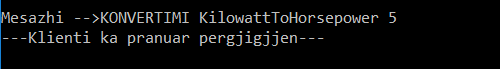 Mesazhi -->KONVERTIMI KilowattToHorsepower 5
---Klienti ka pranuar pergjigjjen---